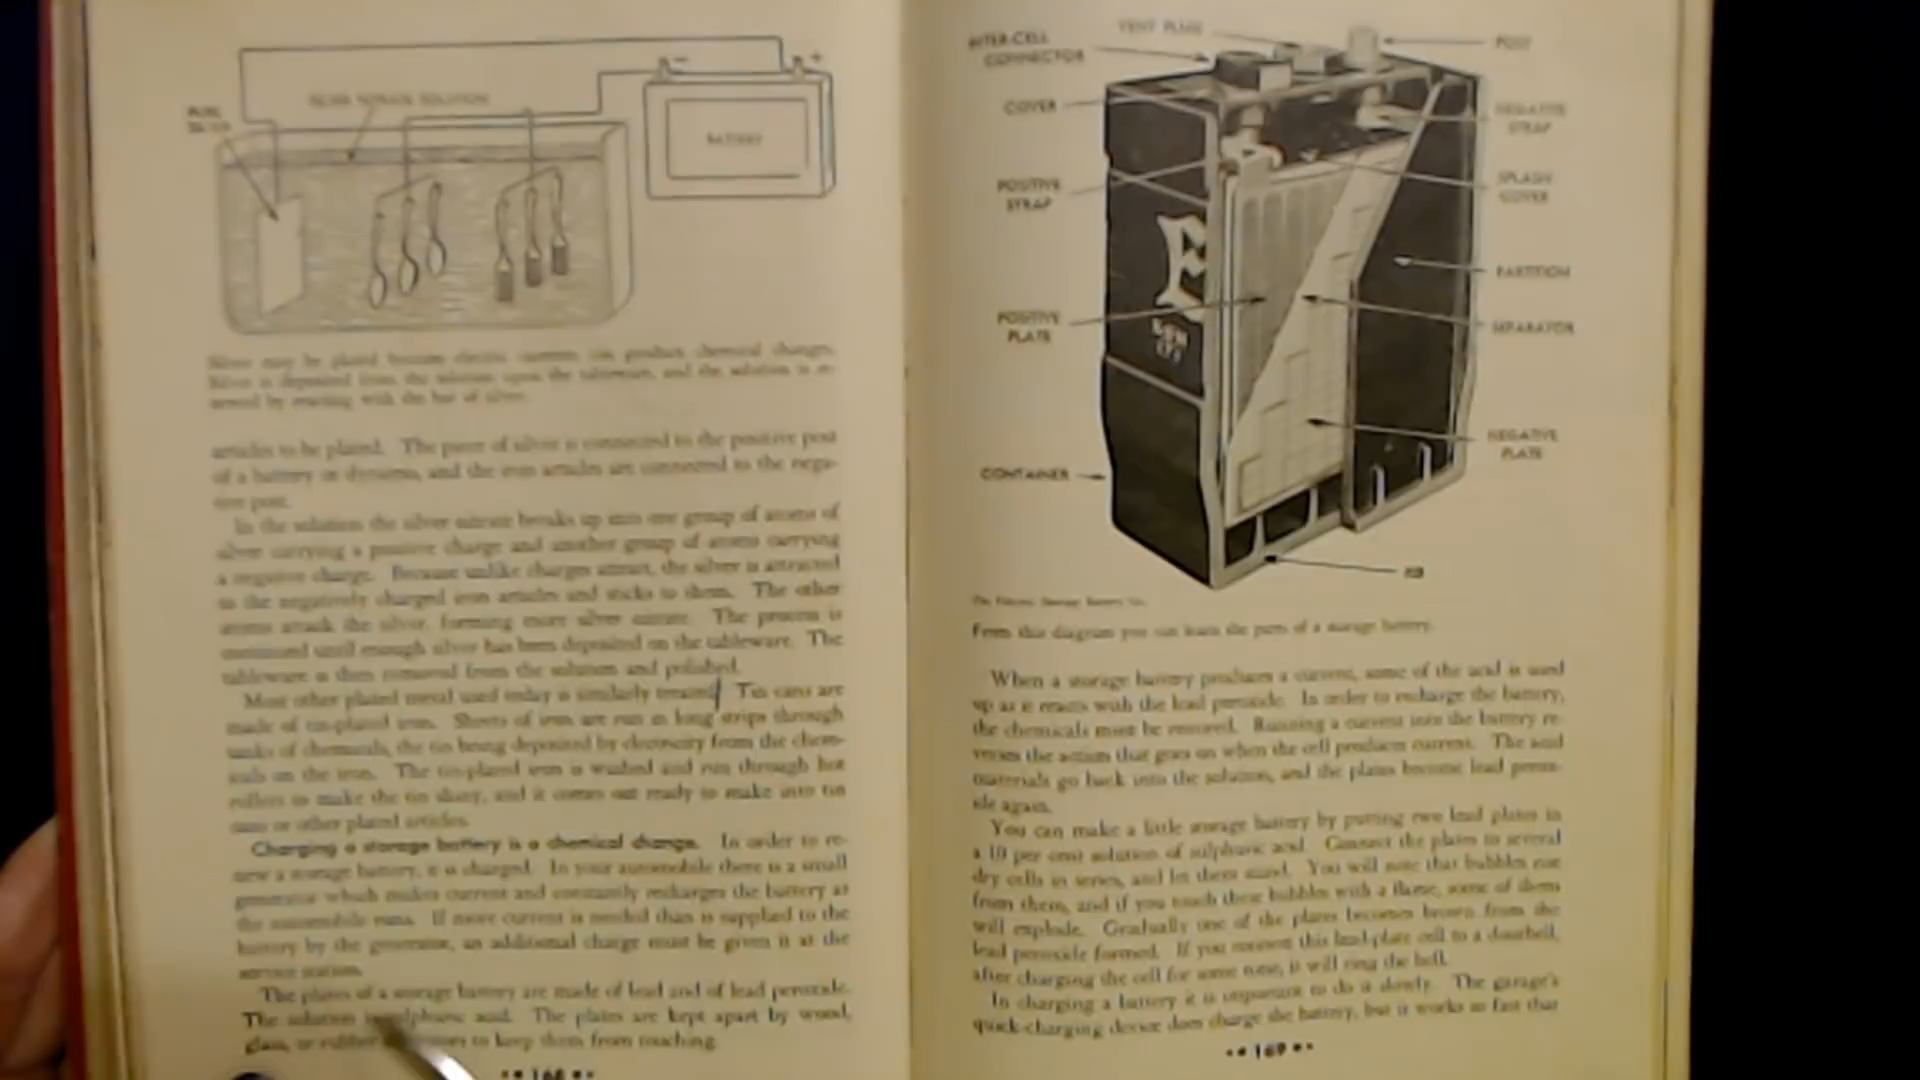 SILVER NITRATE SOLUTION
PURE
SILVER
BATTERY
Silver may be plated because electric currents can produce chemical changes.
Silver is deposited from the solution upon the tableware, and the solution is re-
newed by reacting with the bar of silver.
articles to be plated. The piece of silver is connected to the positive post
of a battery or dynamo, and the iron articles are connected to the nega-
tive post.
In the solution the silver nitrate breaks up into one group of atoms of
silver carrying a positive charge and another group of atoms carrying
a negative charge. Because unlike charges attract, the silver is attracted
to the negatively charged iron articles and sticks to them. The other
atoms attack the silver, forming more silver nitrate. The process is
continued until enough silver has been deposited on the tableware. The
tableware is then removed from the solution and polished.
Most other plated metal used today is similarly treated. Tin cans are
made of tin-plated iron. Sheets of iron are run in long strips through
tanks of chemicals, the tin being deposited by electricity from the chem-
icals on the iron. The tin-plated iron is washed and run through hot
rollers to make the tin shiny, and it comes out ready to make into tin
cans or other plated articles.
Charging a storage battery is a chemical change. In order to re-
new a storage battery, it is charged. In your automobile there is a small
generator which makes current and constantly recharges the battery as
the automobile runs. If more current is needed than is supplied to the
battery by the generator, an additional charge must be given it at the
service station.
The plates of a storage battery are made of lead and of lead peroxide.
The solution is sulphuric acid. The plates are kept apart by wood,
glass, or rubber to keep them from touching.
168
INTER-CELL
CONNECTOR
VENT PLUG
POST
COVER
NEGATIVE
STRAP
POSITIVE
STRAP
SPLASH
COVER
PARTITION
POSITIVE
PLATE
SEPARATOR
NEGATIVE
PLATE
CONTAINER
RIB
E
The Electric Storage Battery Co.
From this diagram you can learn the parts of a storage battery.
When a storage battery produces a current, some of the acid is used
up as it reacts with the lead peroxide. In order to recharge the battery,
the chemicals must be restored. Running a current into the battery re-
verses the action that goes on when the cell produces current. The acid
materials go back into the solution, and the plates become lead perox-
ide again.
You can make a little storage battery by putting two lead plates in
a 10 per cent solution of sulphuric acid. Connect the plates to several
dry cells in series, and let them stand. You will note that bubbles rise
from them, and if you touch these bubbles with a flame, some of them
will explode. Gradually one of the plates becomes brown from the
lead peroxide formed. If you connect this lead-plate cell to a doorbell,
after charging the cell for some time, it will ring the bell.
In charging a battery it is important to do it slowly. The garage's
quick-charging device does charge the battery, but it works so fast that
169